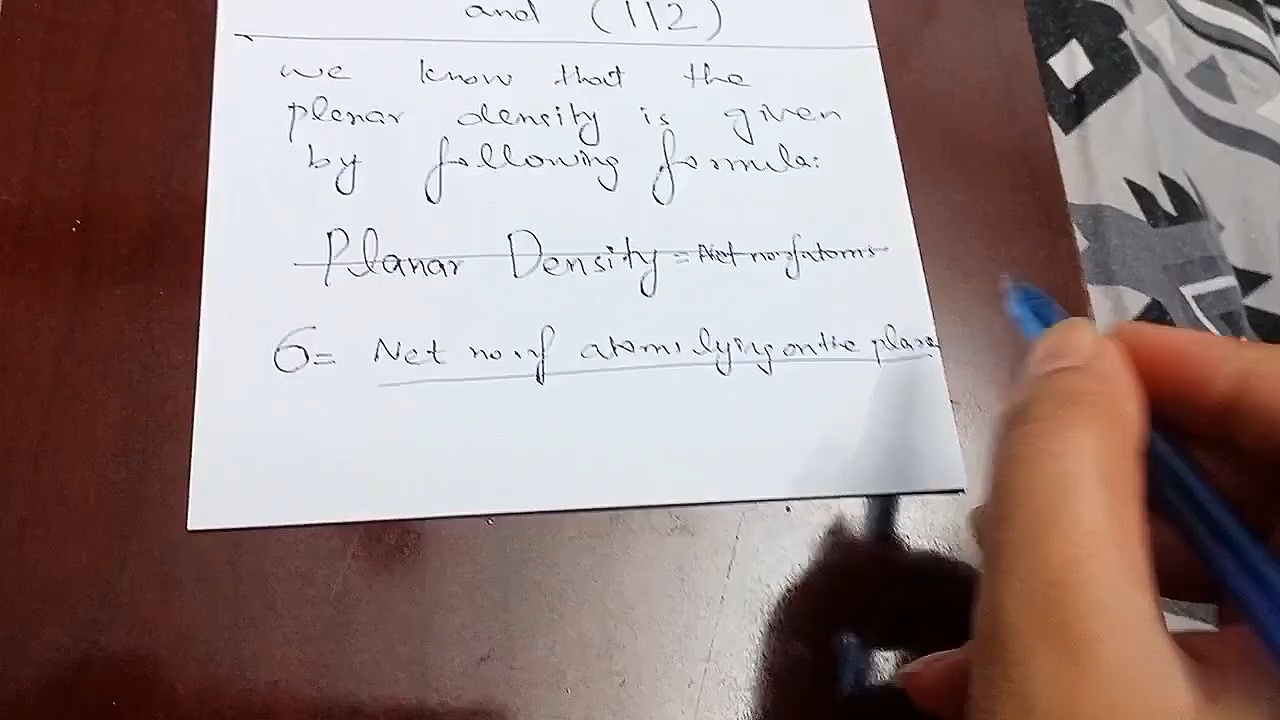 and (112)
we know that the
planar density is given
by following formula:
Planar Density = Net no of atoms
6 = Net no. of atoms lying on the plane